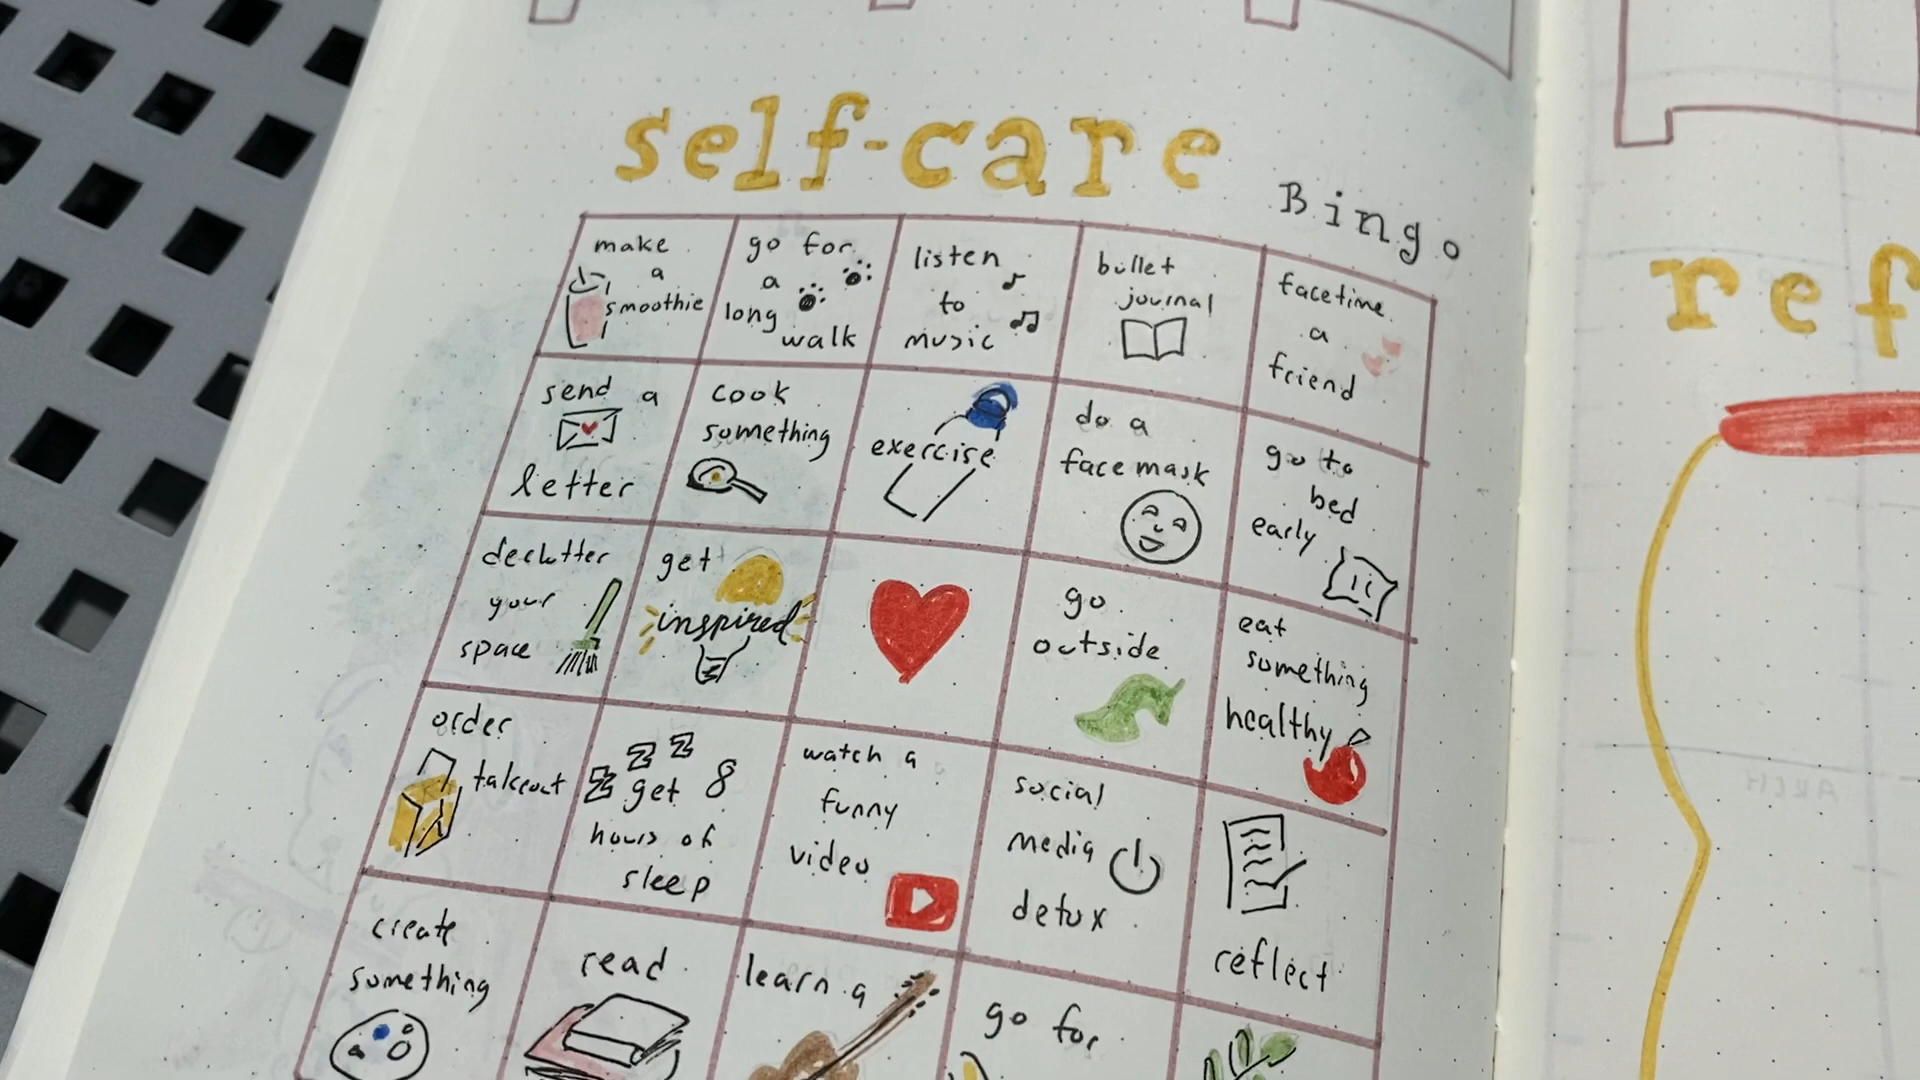 self-care
Bingo
make
a
smoothie
go for
a
long
walk
listen
to
music
bullet
journal
facetime
a
friend
send a
letter
cook
something
exercise
do a
face mask
go to
bed
early
declutter
your
space
get
inspired
go
outside
eat
something
healthy
order
takeout
z z z
get 8
hours of
sleep
watch a
funny
video
social
media
detox
reflect
create
something
read
learn a
go for
ref